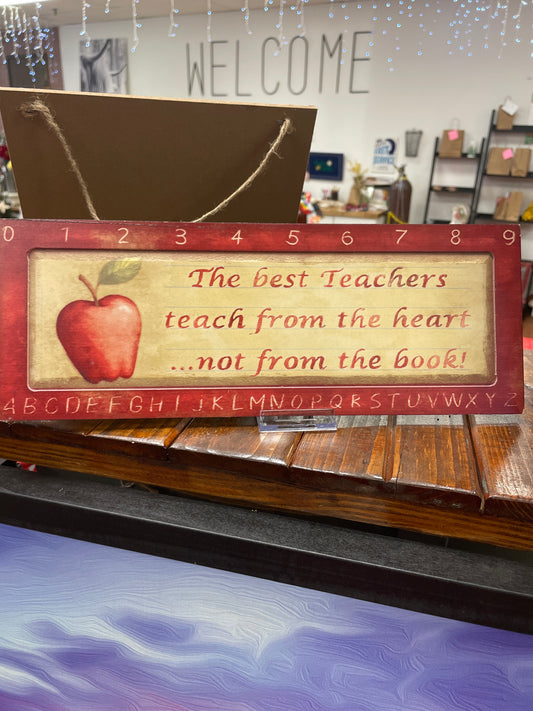 WELCOME
0 1 2 3 4 5 6 7 8 9
The best Teachers
teach from the heart
...not from the book!
A B C D E F G H I J K L M N O P Q R S T U V W X Y Z